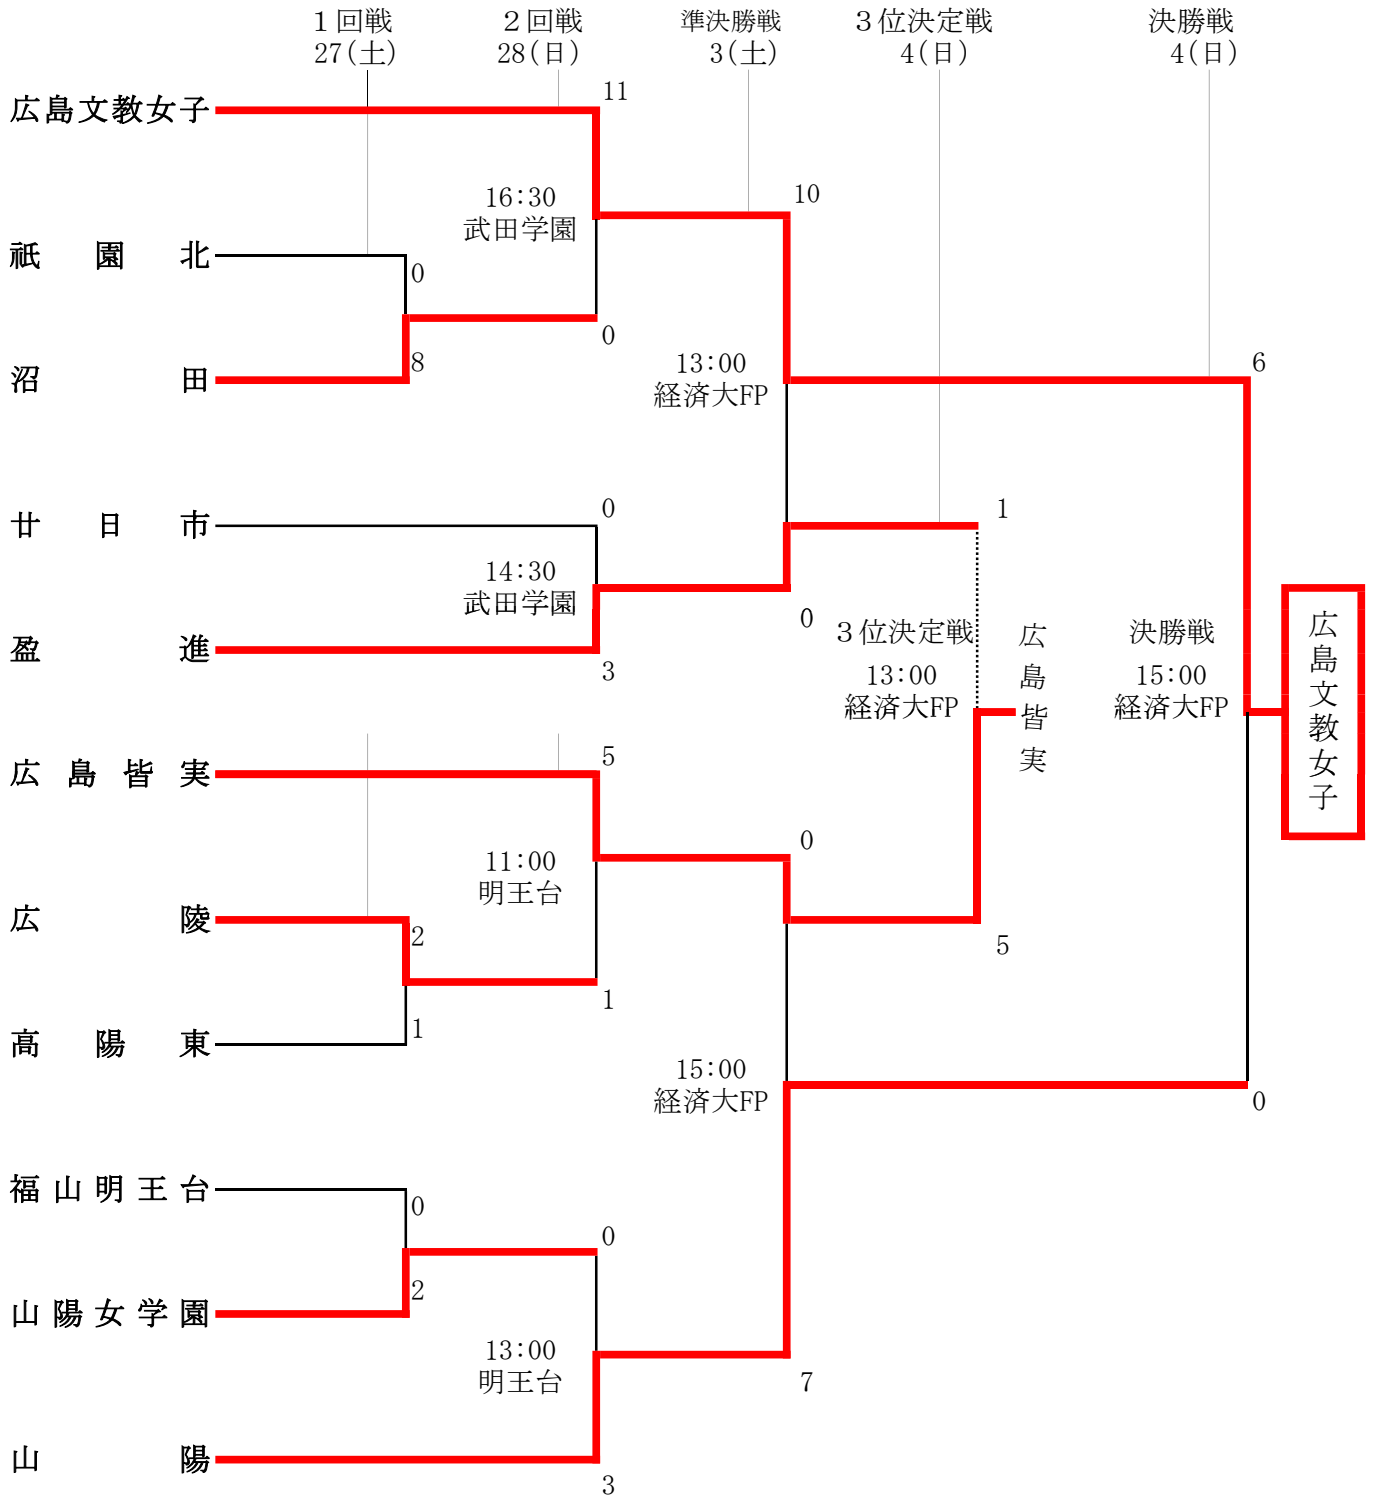 １回戦
27(土)
２回戦
28(日)
準決勝戦
3(土)
３位決定戦
4(日)
決勝戦
4(日)
広島文教女子
11
16:30
武田学園
10
祇園北
0
沼田
8
0
13:00
経済大FP
6
廿日市
0
14:30
武田学園
盈進
3
0
1
３位決定戦
13:00
経済大FP
広島皆実
決勝戦
15:00
経済大FP
広島文教女子
広島皆実
5
11:00
明王台
0
広陵
2
5
高陽東
1
1
15:00
経済大FP
0
福山明王台
0
0
山陽女学園
2
13:00
明王台
7
山陽
3